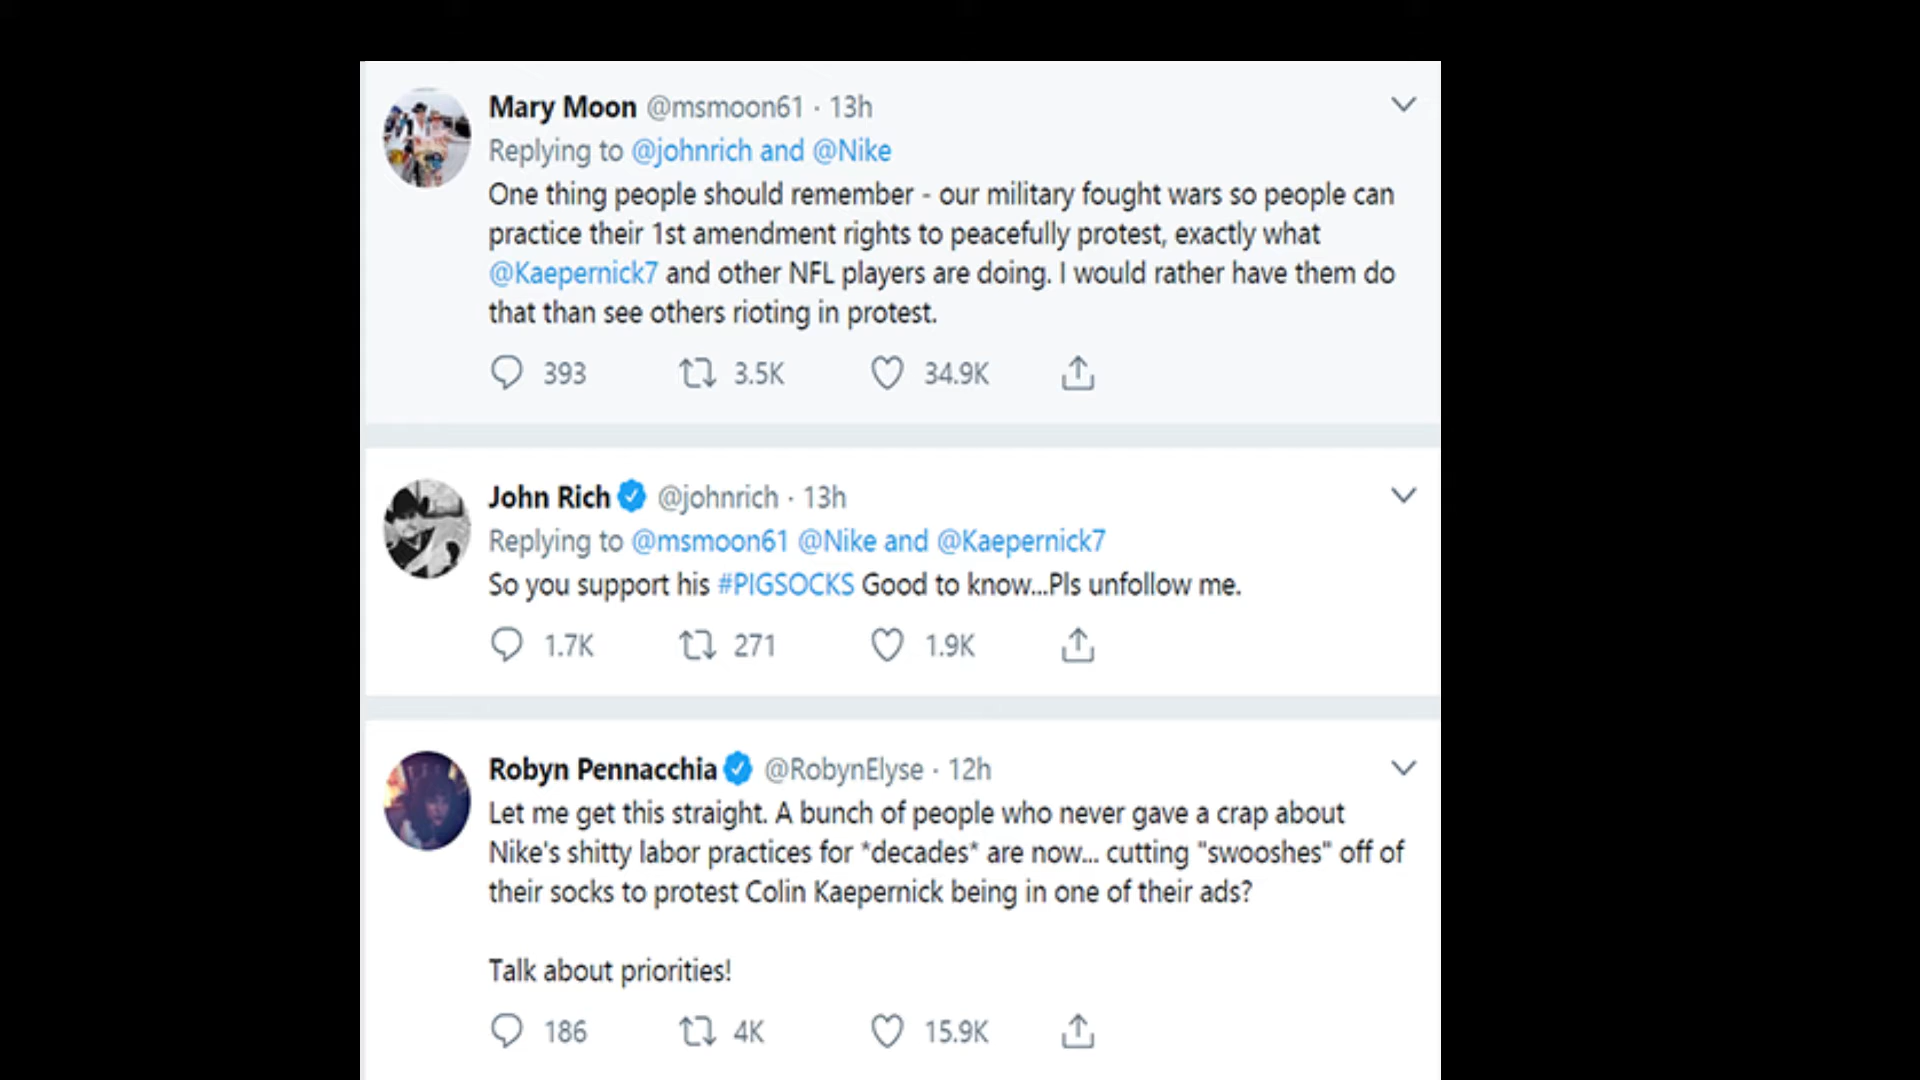 Mary Moon @msmoon61 · 13h
Replying to @johnrich and @Nike
One thing people should remember - our military fought wars so people can
practice their 1st amendment rights to peacefully protest, exactly what
@Kaepernick7 and other NFL players are doing. I would rather have them do
that than see others rioting in protest.
393 3.5K 34.9K
John Rich @johnrich · 13h
Replying to @msmoon61 @Nike and @Kaepernick7
So you support his #PIGSOCKS Good to know...Pls unfollow me.
1.7K 271 1.9K
Robyn Pennacchia @RobynElyse · 12h
Let me get this straight. A bunch of people who never gave a crap about
Nike's shitty labor practices for *decades* are now... cutting "swooshes" off of
their socks to protest Colin Kaepernick being in one of their ads?
Talk about priorities!
186 4K 15.9K